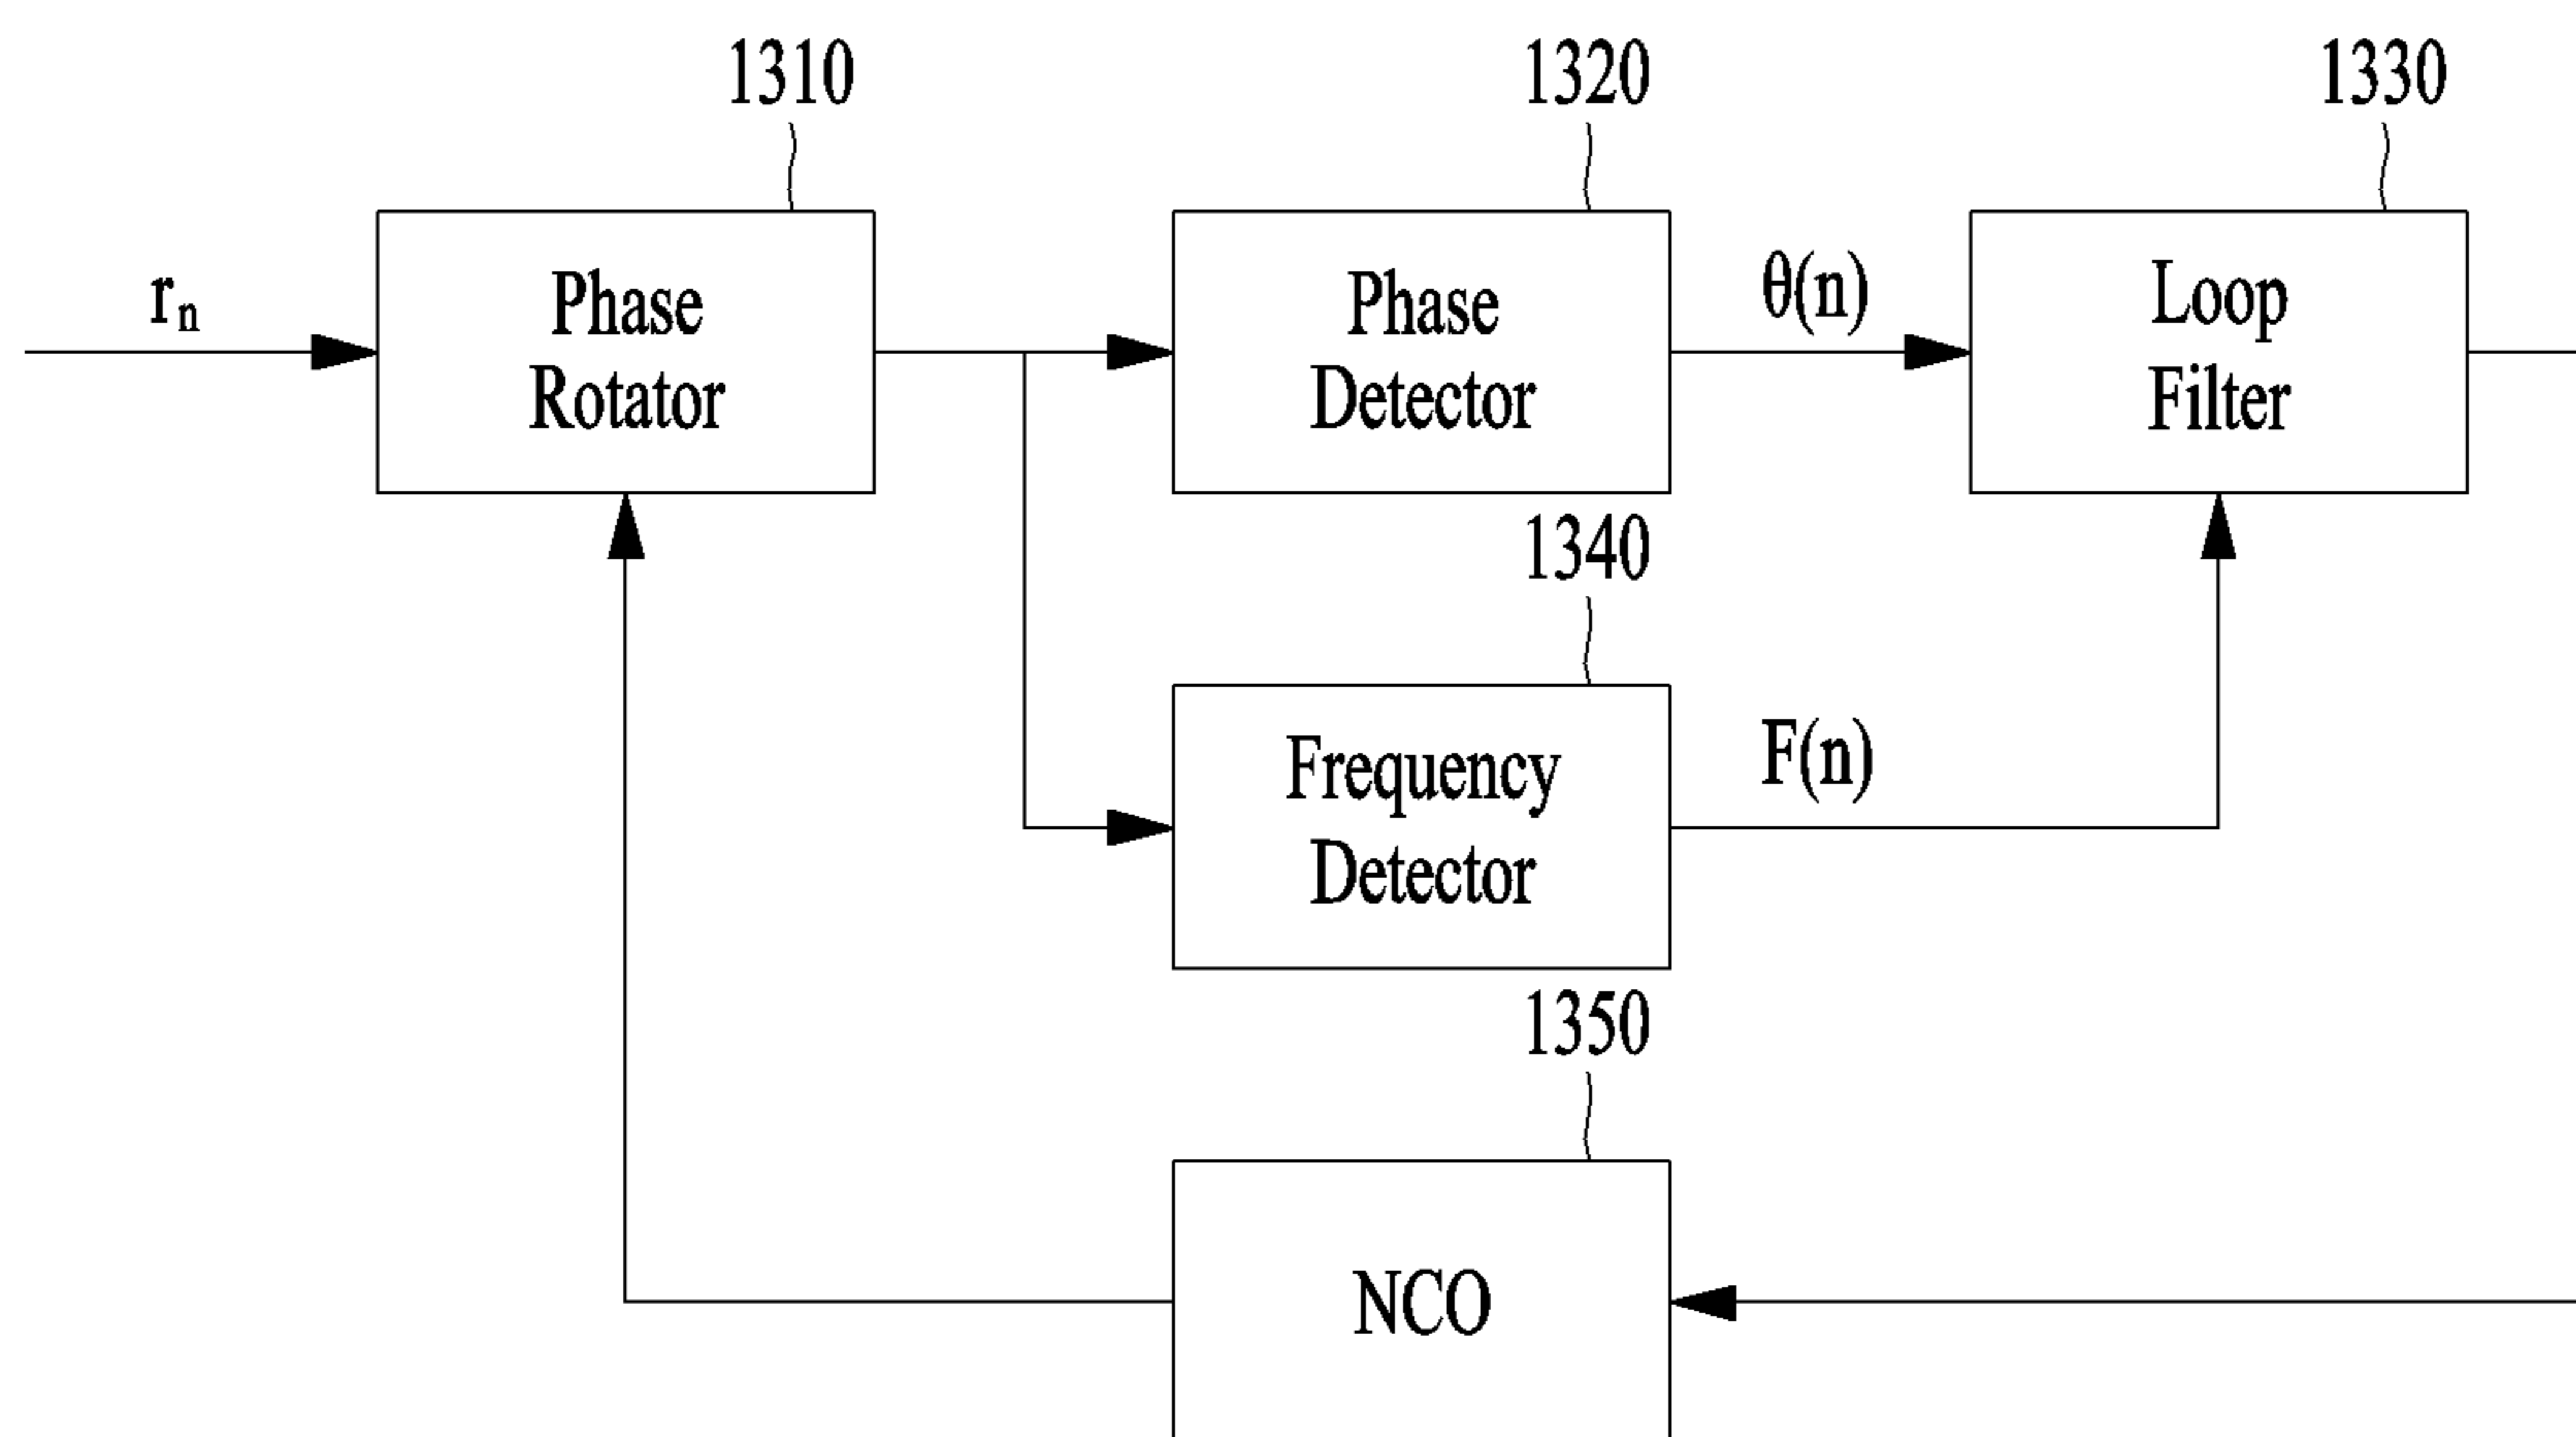 1310
1320
1330
rn
Phase
Rotator
Phase
Detector
θ(n)
Loop
Filter
1340
Frequency
Detector
F(n)
1350
NCO